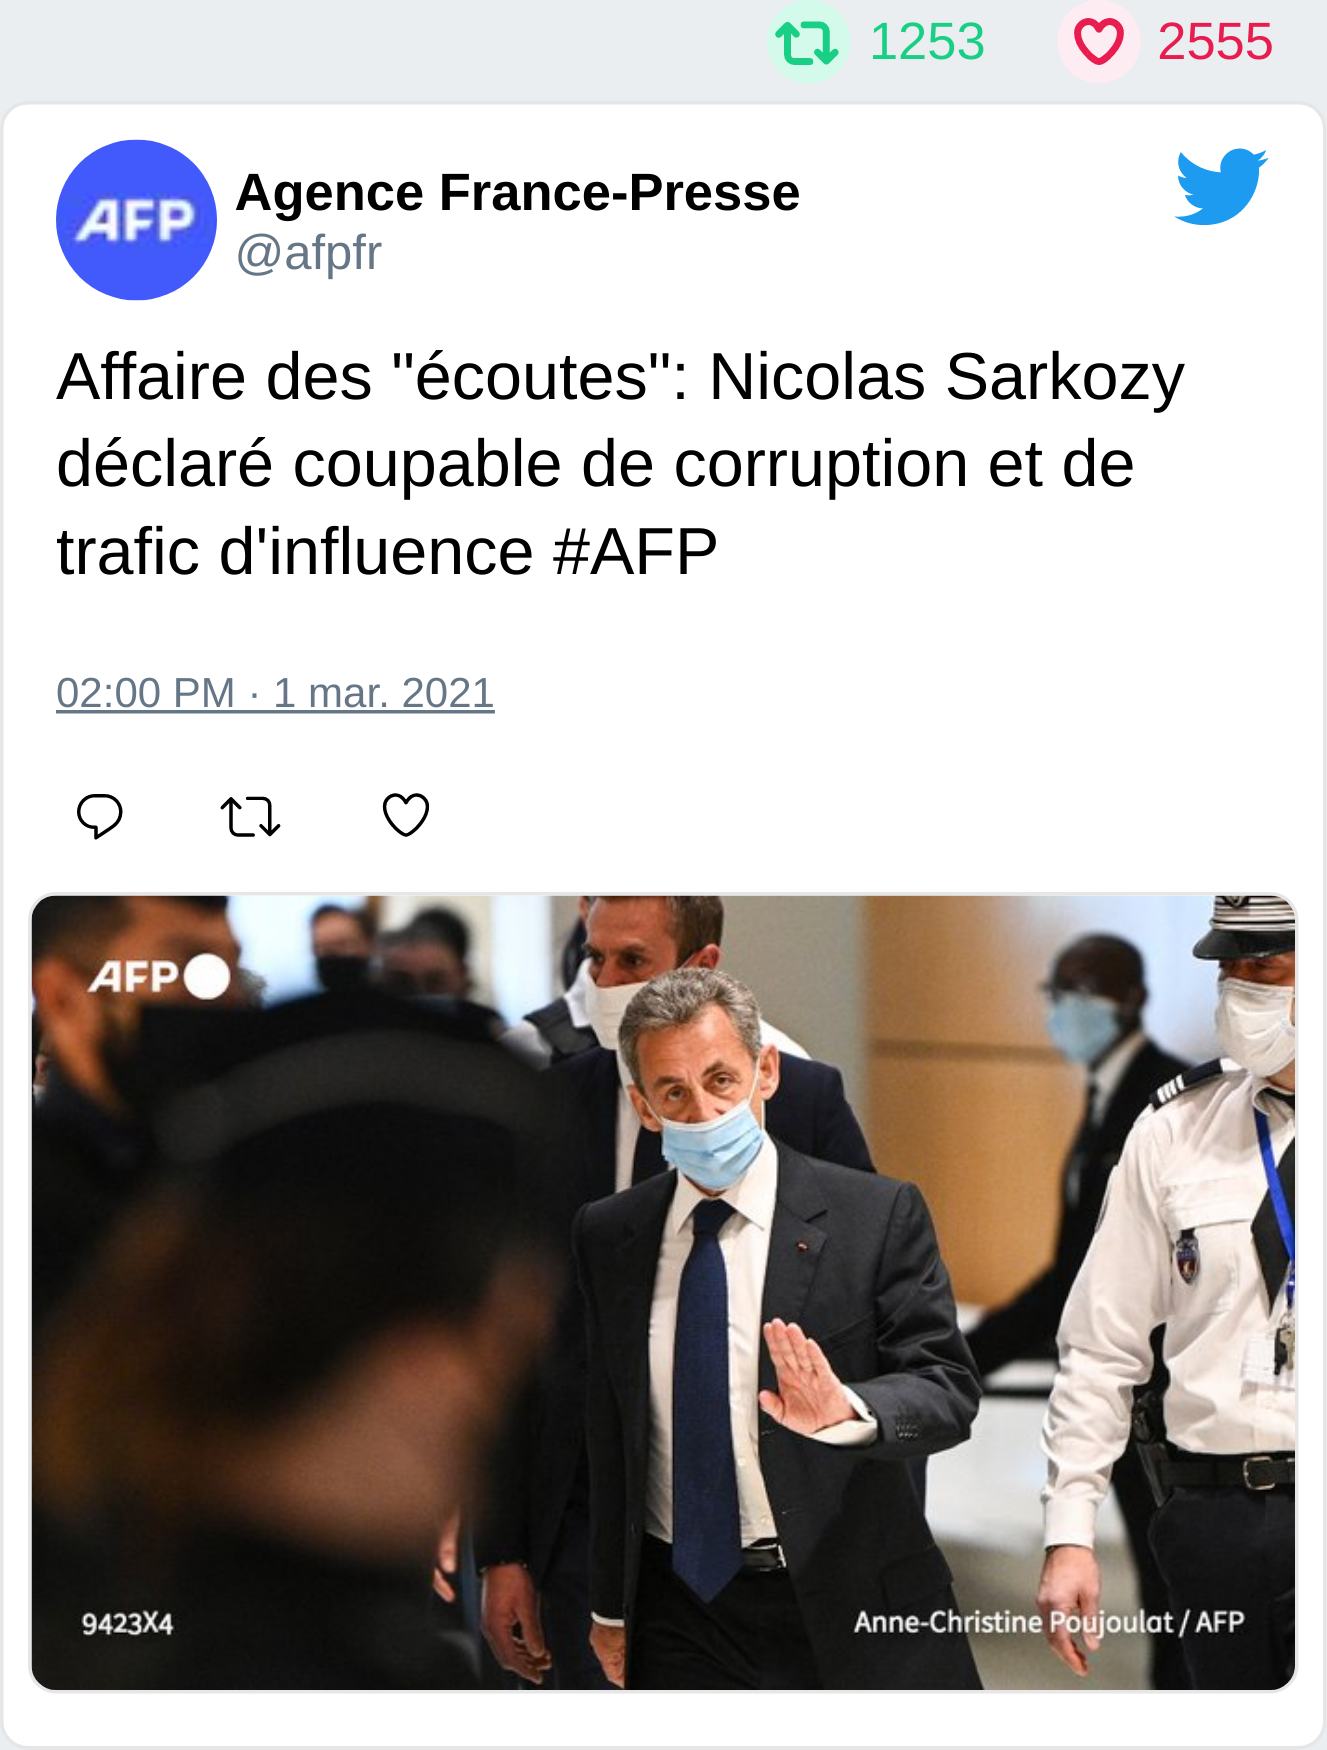 1253 2555
AFP
Agence France-Presse
@afpfr
Affaire des "écoutes": Nicolas Sarkozy
déclaré coupable de corruption et de
trafic d'influence #AFP
02:00 PM · 1 mar. 2021
AFP
9423X4
Anne-Christine Poujoulat / AFP